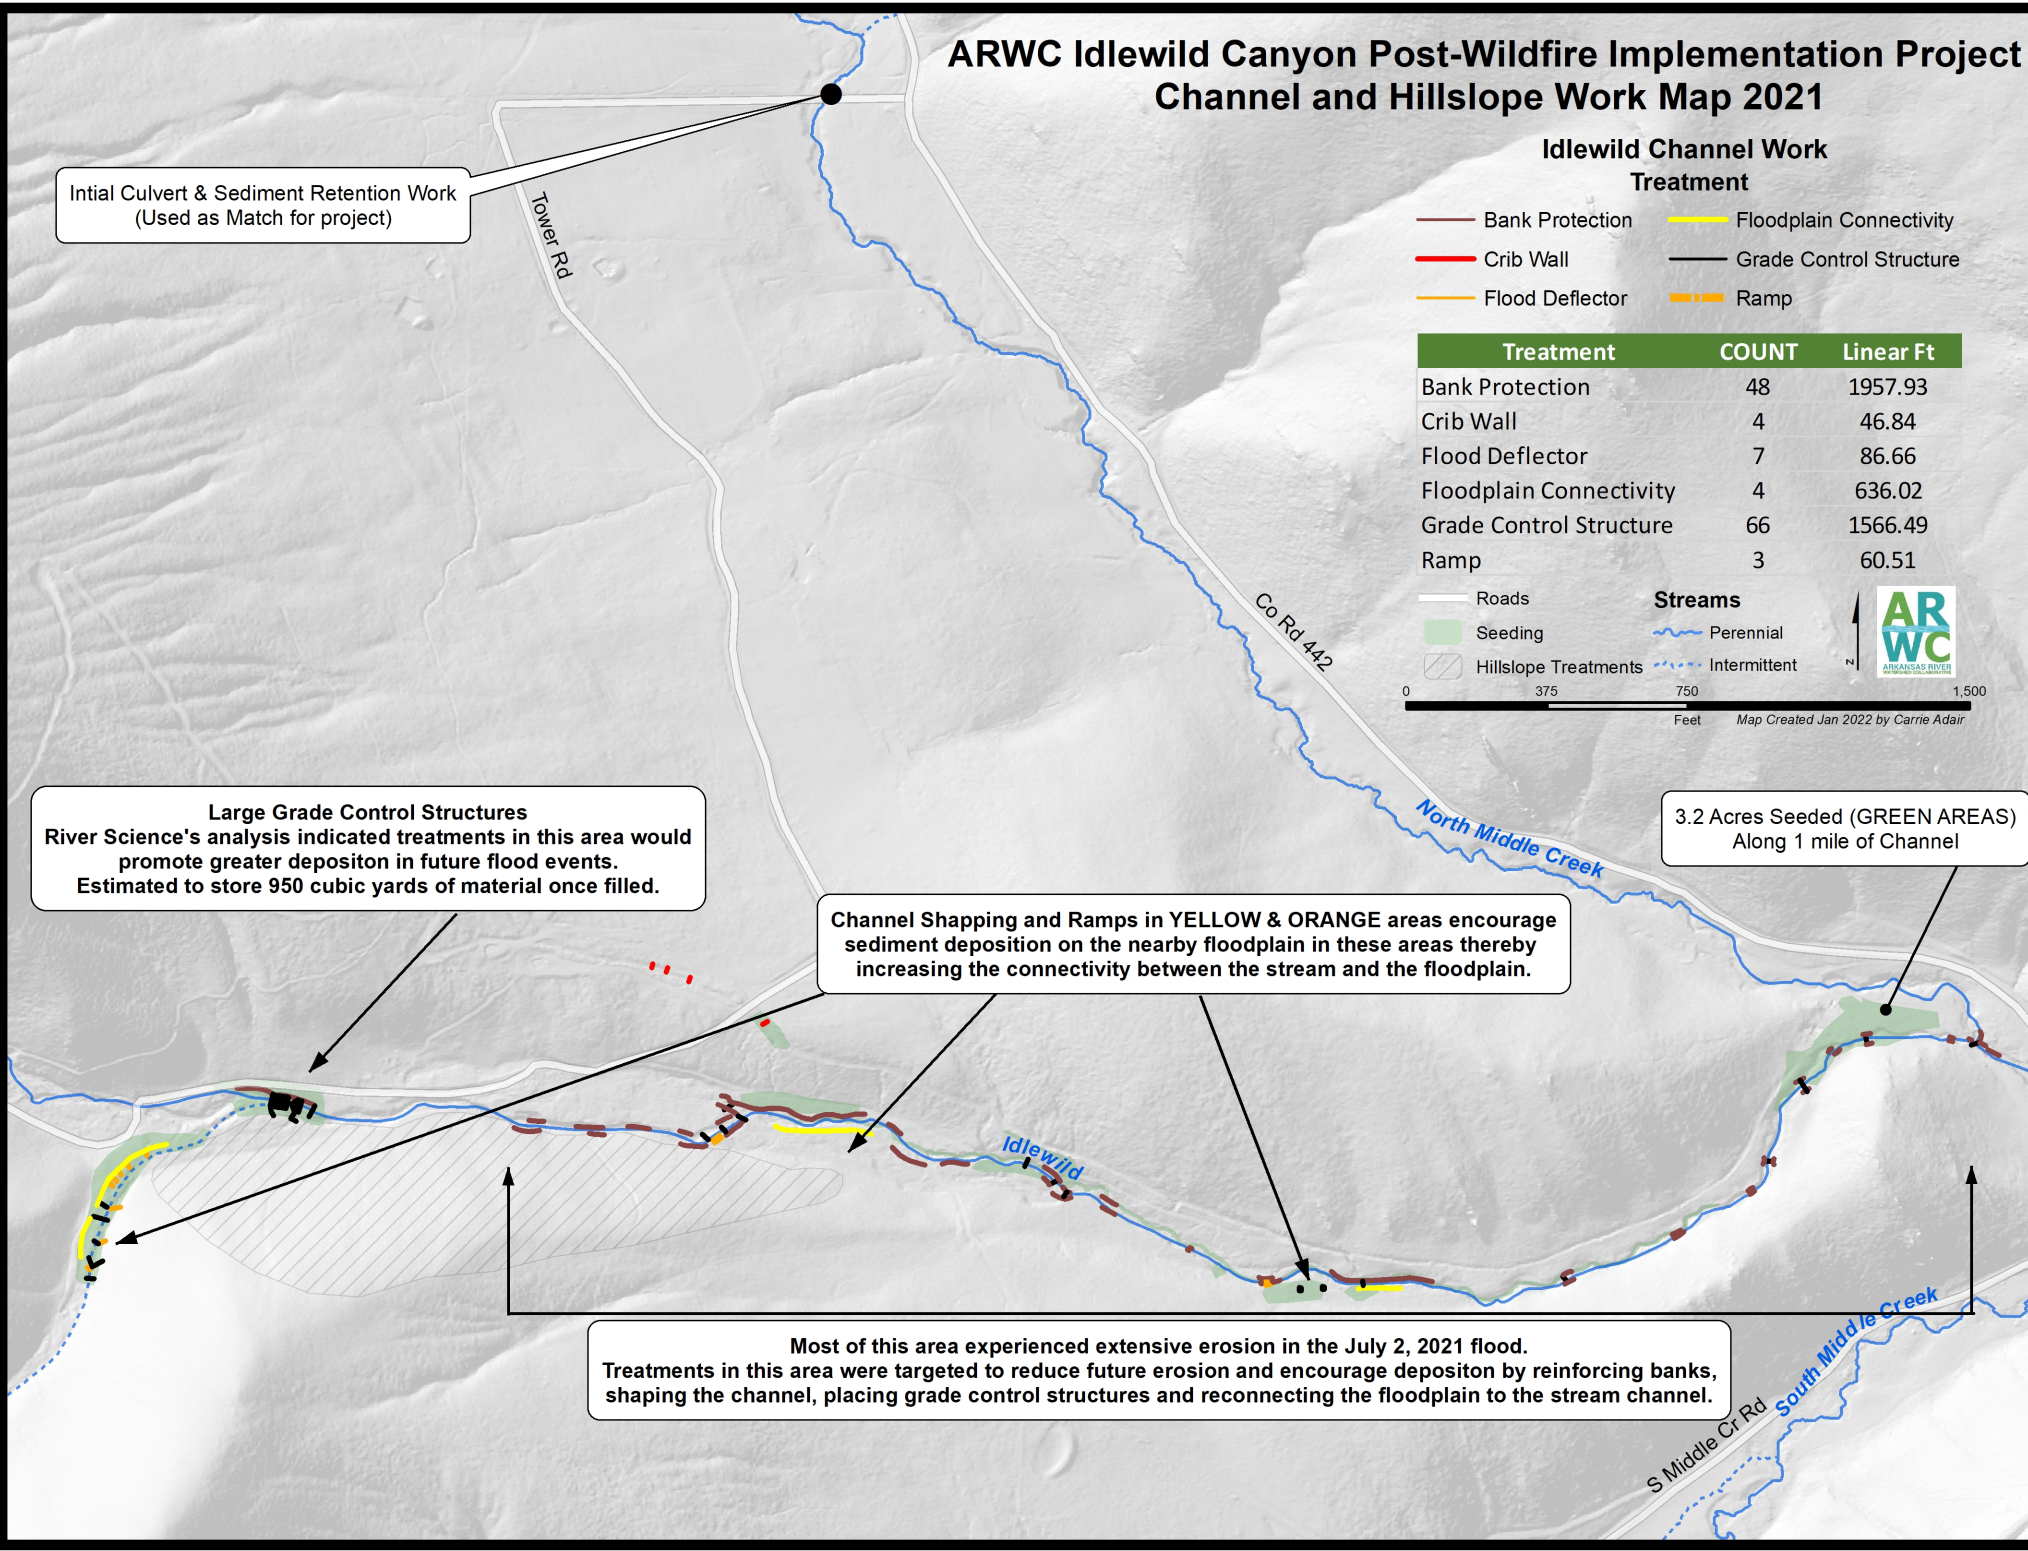 ARWC Idlewild Canyon Post-Wildfire Implementation Project
Channel and Hillslope Work Map 2021
Idlewild Channel Work
Treatment
Bank Protection
Floodplain Connectivity
Crib Wall
Grade Control Structure
Flood Deflector
Ramp
Treatment COUNT Linear Ft
Bank Protection 48 1957.93
Crib Wall 4 46.84
Flood Deflector 7 86.66
Floodplain Connectivity 4 636.02
Grade Control Structure 66 1566.49
Ramp 3 60.51
Roads
Seeding
Hillslope Treatments
Streams
Perennial
Intermittent
N
AR
WC
ARKANSAS RIVER
WATERSHED COLLABORATIVE
0 375 750 1,500
Feet
Map Created Jan 2022 by Carrie Adair
Intial Culvert & Sediment Retention Work
(Used as Match for project)
Tower Rd
Co Rd 442
North Middle Creek
3.2 Acres Seeded (GREEN AREAS)
Along 1 mile of Channel
Large Grade Control Structures
River Science's analysis indicated treatments in this area would
promote greater depositon in future flood events.
Estimated to store 950 cubic yards of material once filled.
Channel Shapping and Ramps in YELLOW & ORANGE areas encourage
sediment deposition on the nearby floodplain in these areas thereby
increasing the connectivity between the stream and the floodplain.
Idlewild
Most of this area experienced extensive erosion in the July 2, 2021 flood.
Treatments in this area were targeted to reduce future erosion and encourage depositon by reinforcing banks,
shaping the channel, placing grade control structures and reconnecting the floodplain to the stream channel.
South Middle Creek
S Middle Cr Rd